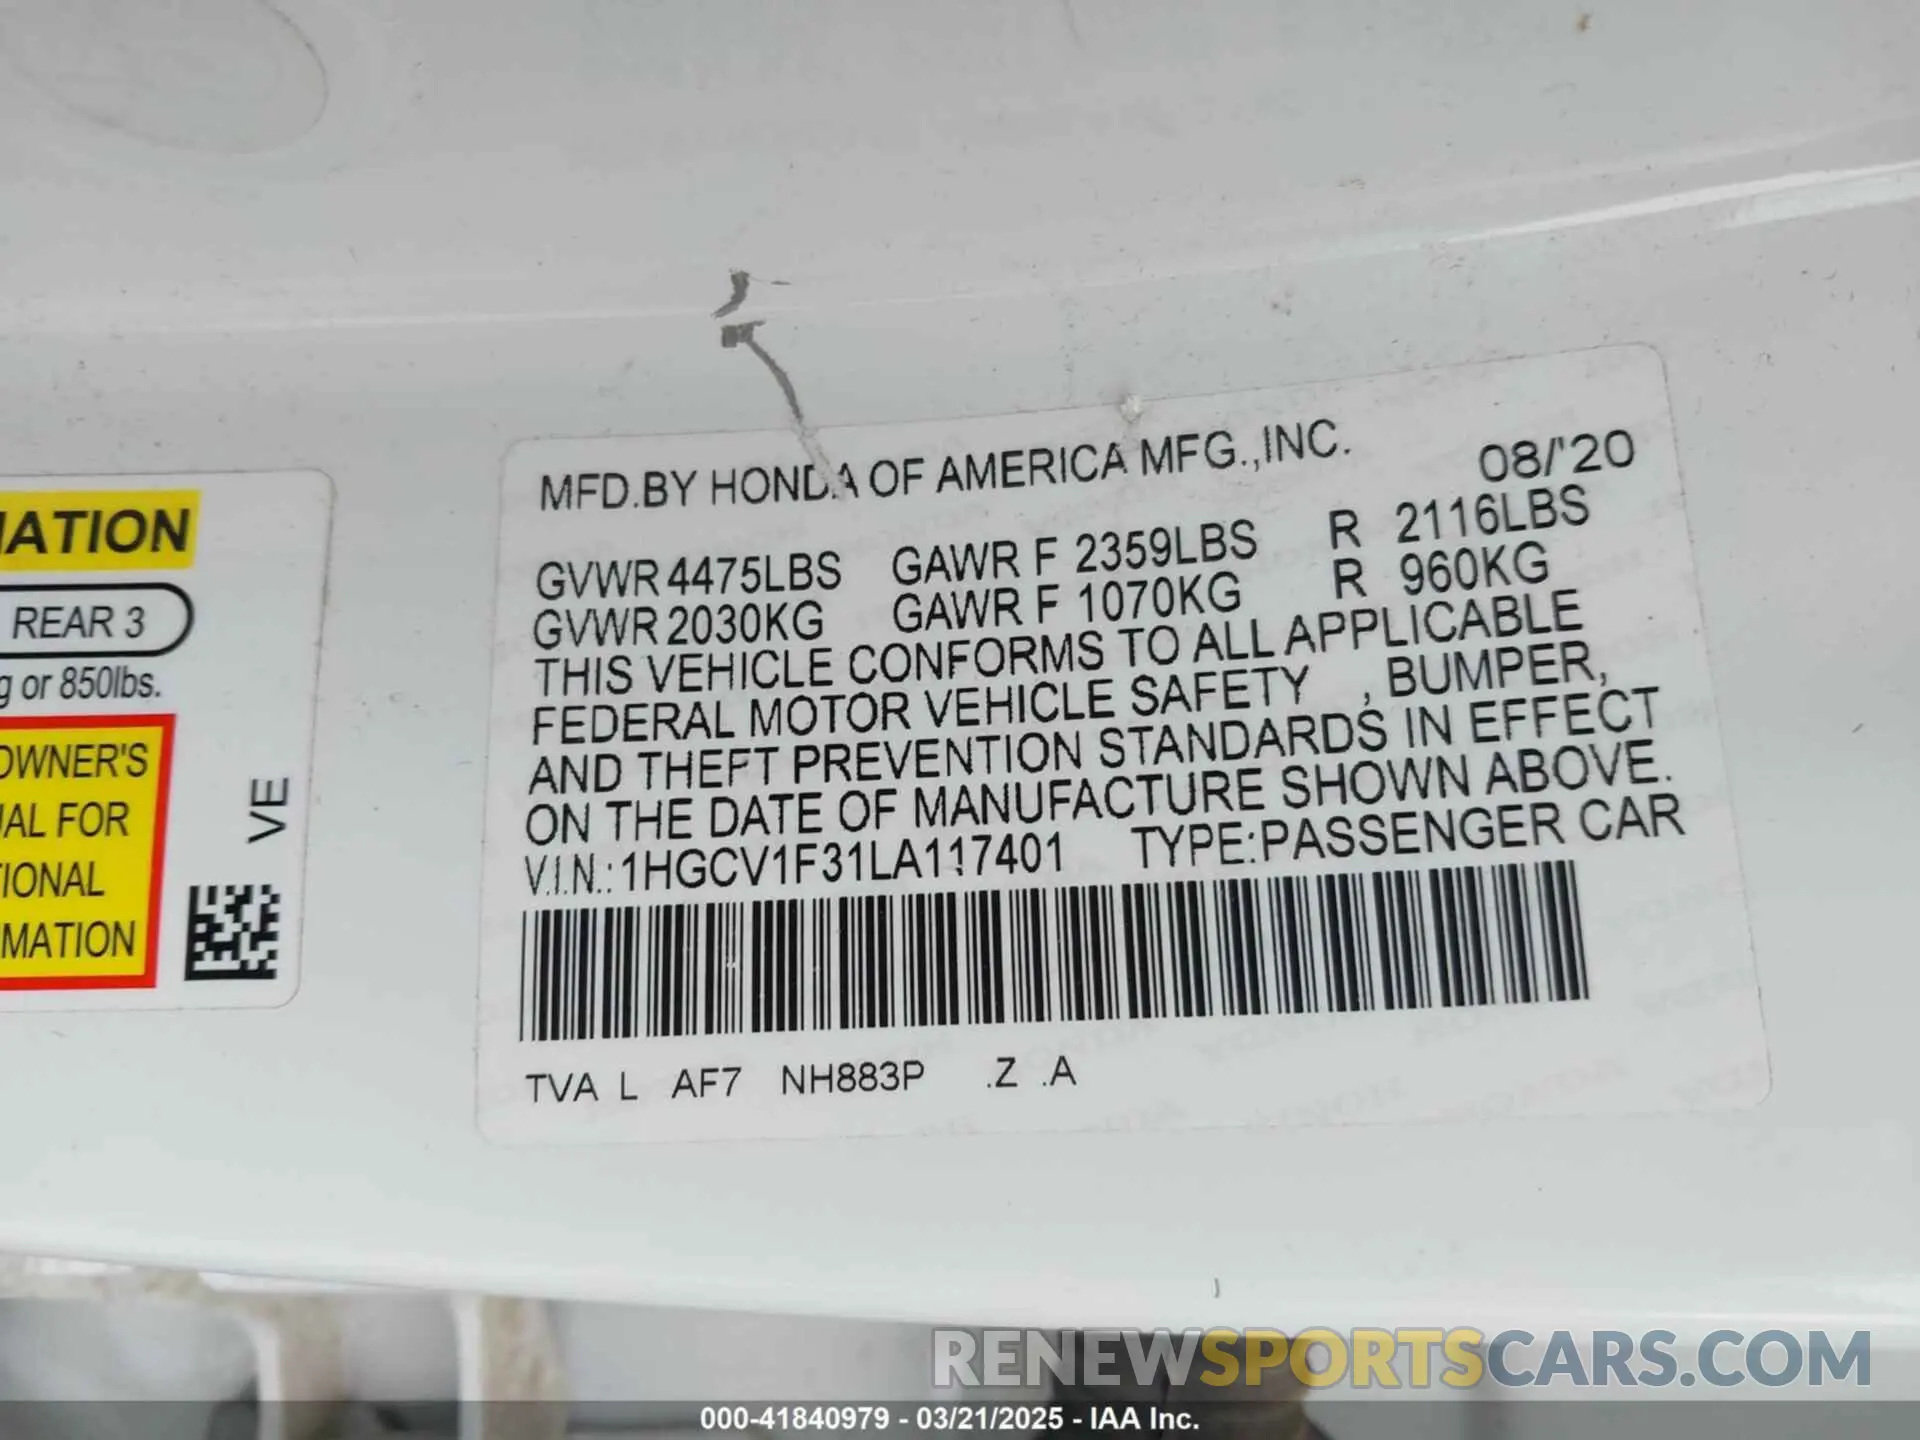 MATION
REAR 3
g or 850lbs.
OWNER'S
UAL FOR
TIONAL
MATION
VE
MFD.BY HONDA OF AMERICA MFG.,INC. 08/'20
GVWR 4475LBS GAWR F 2359LBS R 2116LBS
GVWR 2030KG GAWR F 1070KG R 960KG
THIS VEHICLE CONFORMS TO ALL APPLICABLE
FEDERAL MOTOR VEHICLE SAFETY , BUMPER,
AND THEFT PREVENTION STANDARDS IN EFFECT
ON THE DATE OF MANUFACTURE SHOWN ABOVE.
V.I.N.: 1HGCV1F31LA117401 TYPE:PASSENGER CAR
TVA L AF7 NH883P .Z .A
RENEWSPORTSCARS.COM
000-41840979 - 03/21/2025 - IAA Inc.